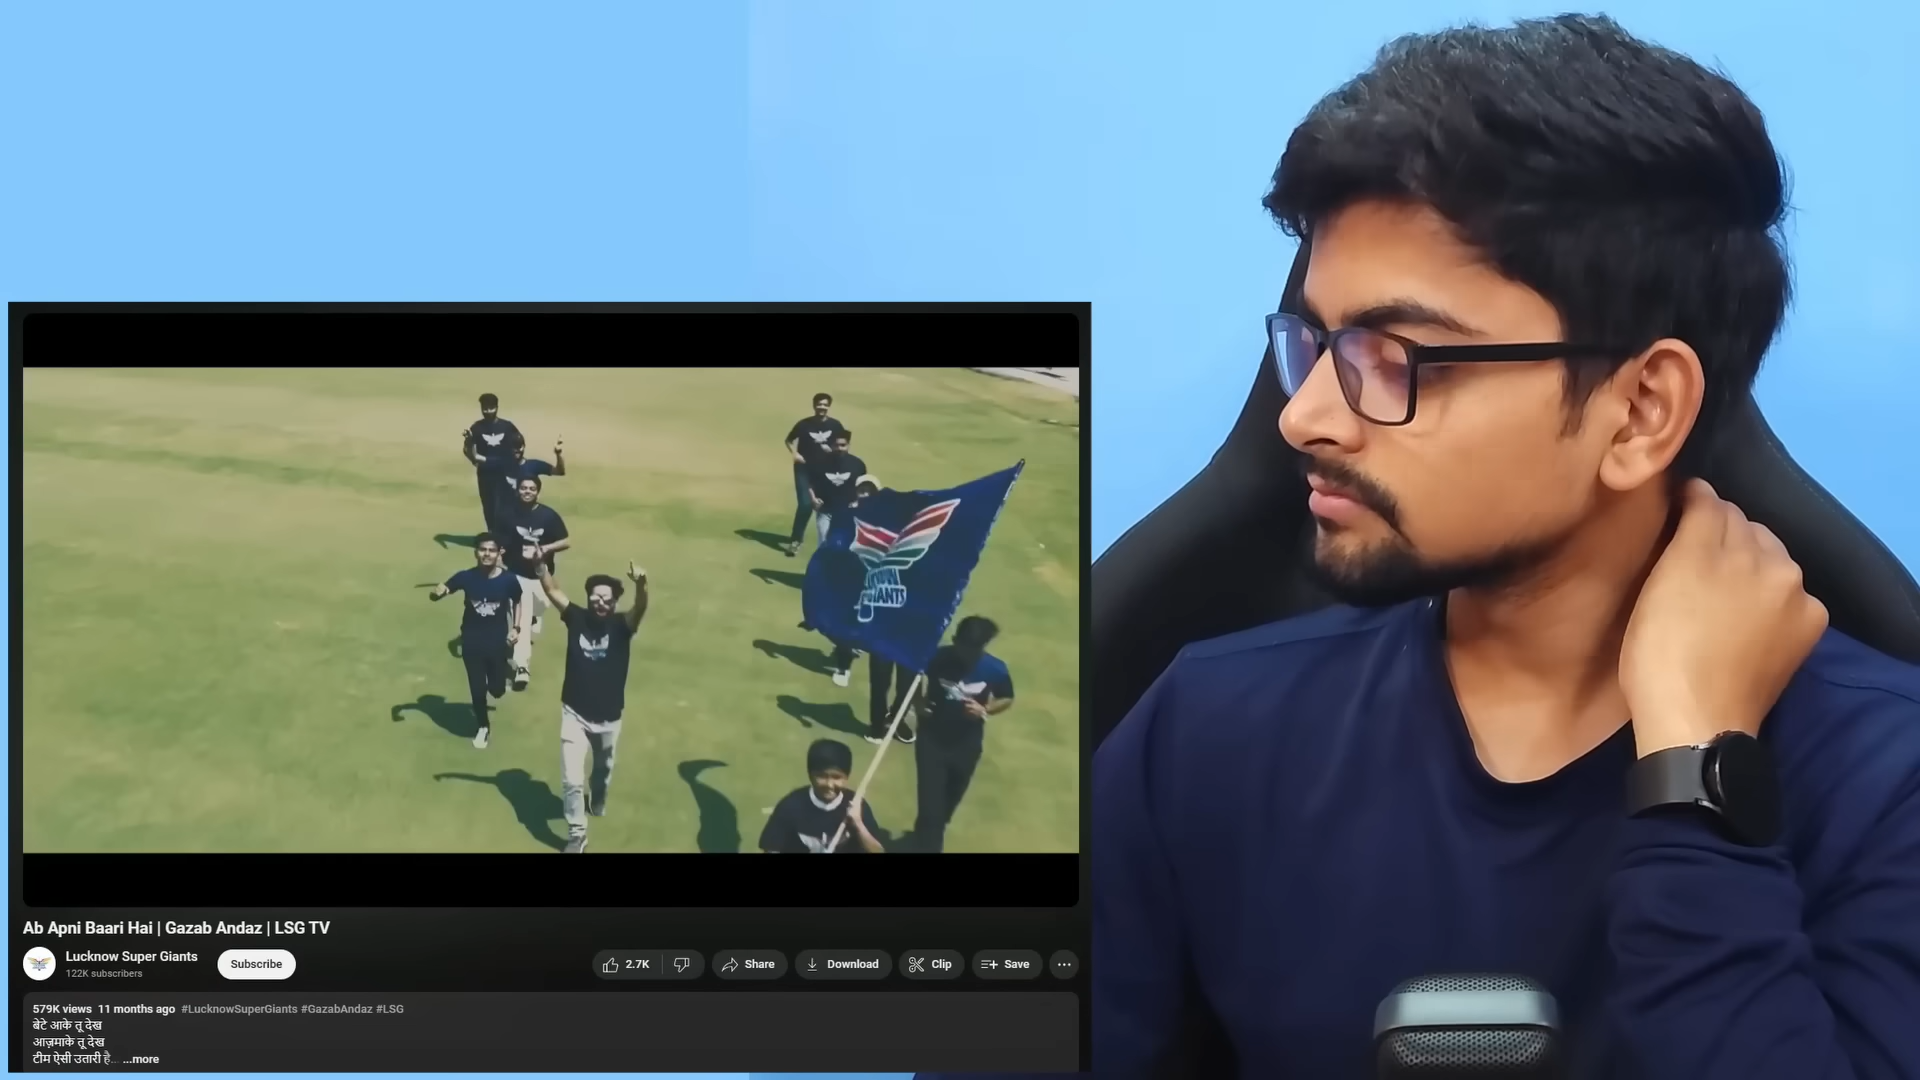 GIANTS
Ab Apni Baari Hai | Gazab Andaz | LSG TV
Lucknow Super Giants
122K subscribers
Subscribe
2.7K
Share
Download
Clip
Save
579K views 11 months ago #LucknowSuperGiants #GazabAndaz #LSG
बेटे आके तू देख
आज़माके तू देख
टीम ऐसी उतारी है... ...more